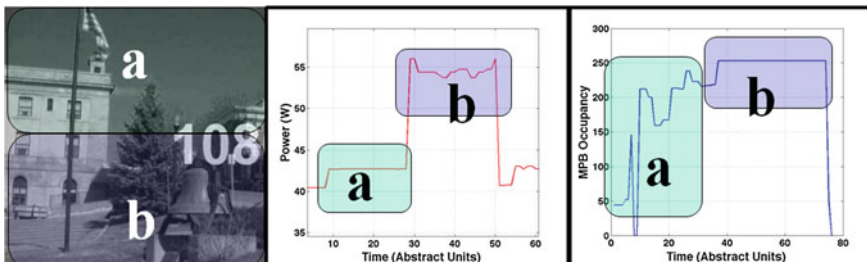 a
108
b
Power (W)
55
50
45
40
35
b
a
10 20 30 40 50 60
Time (Abstract Units)
MPB Occupancy
300
250
200
150
100
50
0
b
a
0 20 40 60 80
Time (Abstract Units)